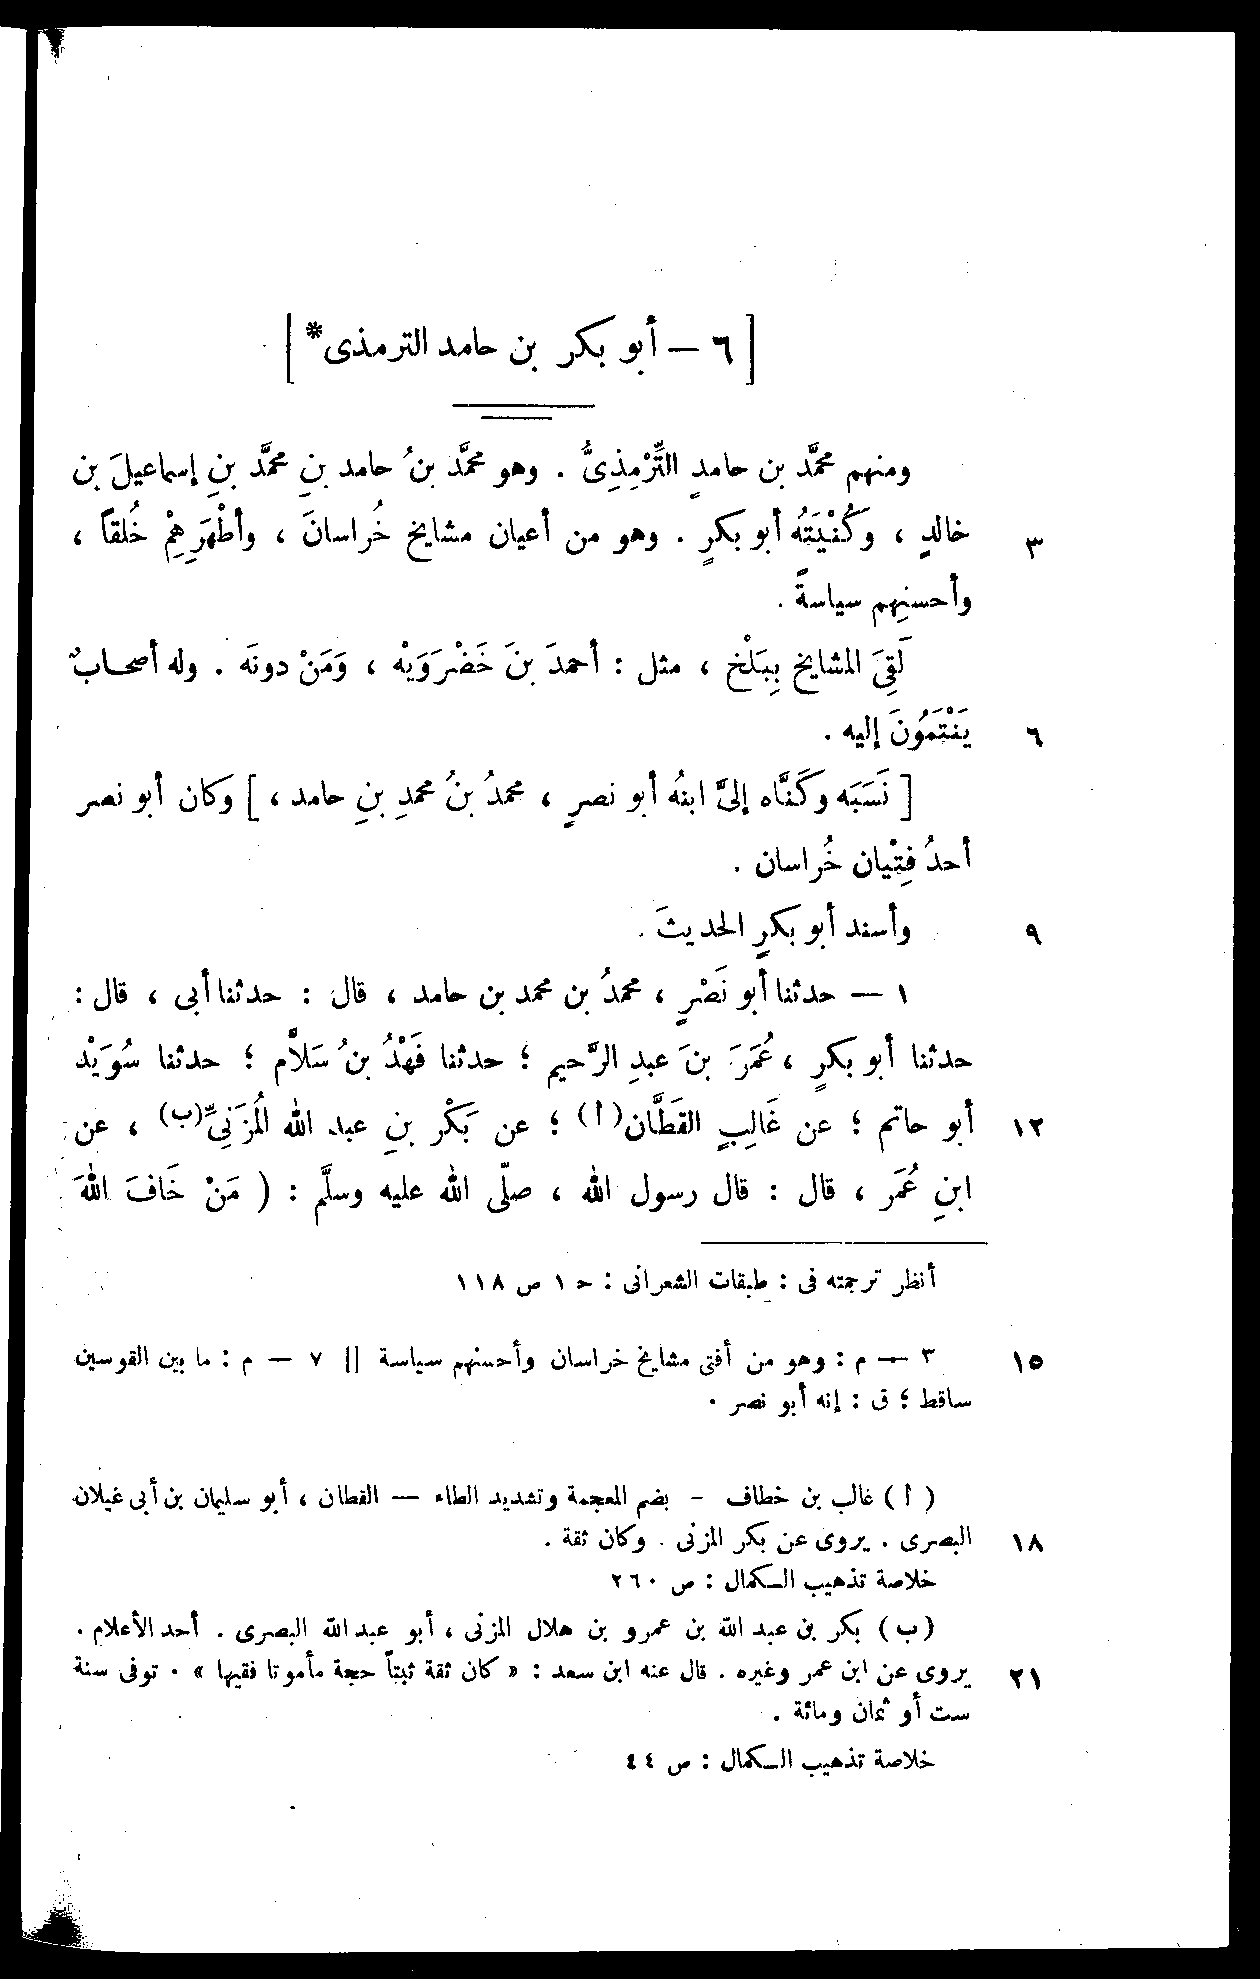 [ ٦ — أبو بكر بن حامد الترمذى* ]
ومنهم محمَّد بن حامدٍ التِّرْمِذِىُّ . وهو محمَّد بنُ حامد بنِ محمَّد بنِ إسماعيلَ بن
٣ خالدٍ ، وَكُنْيَتُهُ أبو بكرٍ . وهو من أعيان مشايخ خُراسانَ ، وأطْهَرِهِمْ خُلقاً ،
وأحسنِهم سياسةً .
لَقِىَ المشايخ بِبَلْخ ، مثل : أحمدَ بنَ خَضْرَوَيْه ، وَمَنْ دونَه . وله أصحابٌ
٦ يَنْتَمُونَ إليه .
[ نَسَبَه وكَنَّاه إلىَّ ابنُه أبو نصرٍ ، محمدُ بنُ محمدِ بنِ حامد ، ] وكان أبو نصر
أحدُ فِتْيان خُراسان .
٩ وأسند أبو بكرٍ الحديثَ .
١ — حدثنا أبو نَصْرٍ ، محمدُ بن محمد بن حامد ، قال : حدثنا أبى ، قال :
حدثنا أبو بكرٍ ، عُمَرَ بنَ عبدِ الرَّحيم ؛ حدثنا فَهْدُ بنُ سَلاَّم ؛ حدثنا سُوَيْد
١٢ أبو حاتم ؛ عن غَالِبٍ القَطَّان(أ) ؛ عن بَكْر بنِ عبد الله المُزَنِىِّ(ب) ، عن
ابنِ عُمَر ، قال : قال رسول الله ، صلّى الله عليه وسلَّم : ( مَنْ خَافَ اللهَ
أنظر ترجمته فى : طبقات الشعرانى : حـ ١ ص ١١٨
١٥ ٣ — م : وهو من أفتى مشايخ خراسان وأحسنهم سياسة || ٧ — م : ما بين القوسين
ساقط ؛ ق : إنه أبو نصر .
( أ ) غالب بن خطاف - بضم المعجمة وتشديد الطاء — القطان ، أبو سليمان بن أبى غيلان
١٨ البصرى . يروى عن بكر المزنى . وكان ثقة .
خلاصة تذهيب الكمال : ص ٢٦٠
(ب) بكر بن عبد الله بن عمرو بن هلال المزنى ، أبو عبد الله البصرى . أحد الأعلام .
٢١ يروى عن ابن عمر وغيره . قال عنه ابن سعد : « كان ثقة ثبتاً حجة مأمونا فقيها » . توفى سنة
ست أو ثمان ومائة .
خلاصة تذهيب الكمال : ص ٤٤